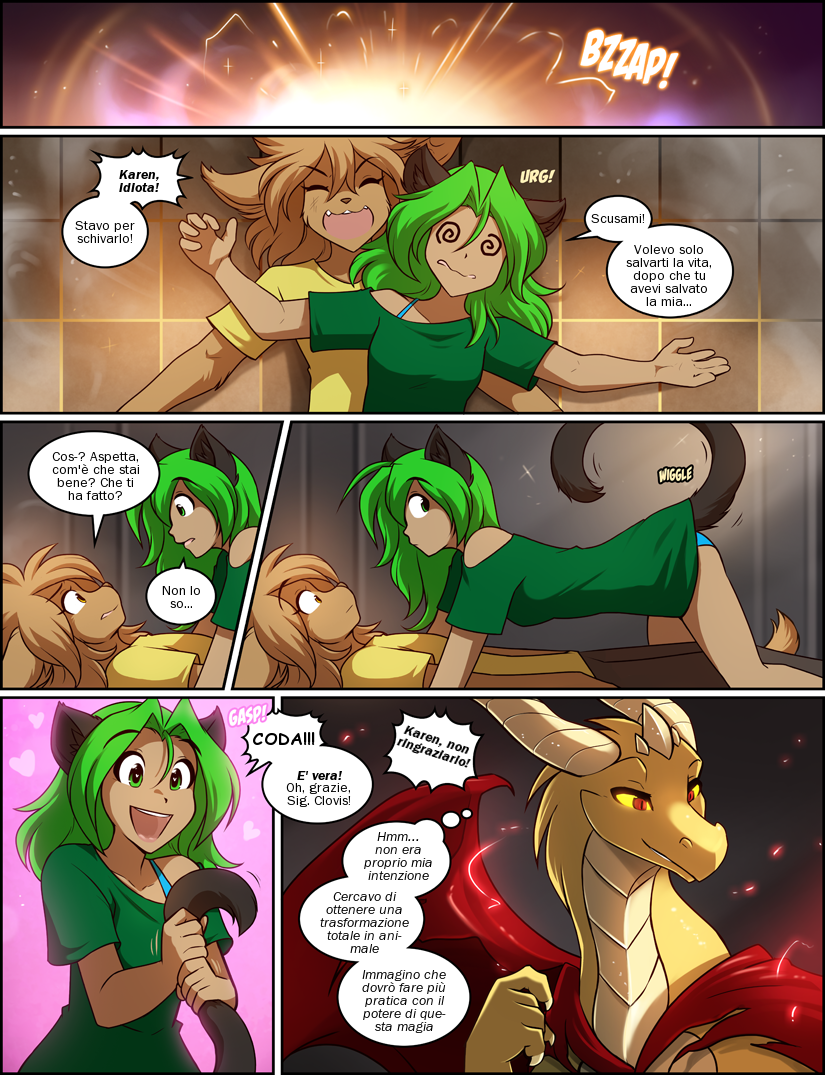 BZZAP!
Karen,
idiota!
Stavo per
schivarlo!
URG!
Scusami!
Volevo solo
salvarti la vita,
dopo che tu
avevi salvato
la mia...
Cos-? Aspetta,
com'è che stai
bene? Che ti
ha fatto?
Non lo
so...
WIGGLE
GASP!
CODA!!!
E' vera!
Oh, grazie,
Sig. Clovis!
Karen, non
ringraziarlo!
Hmm...
non era
proprio mia
intenzione
Cercavo di
ottenere una
trasformazione
totale in ani-
male
Immagino che
dovrò fare più
pratica con il
potere di que-
sta magia